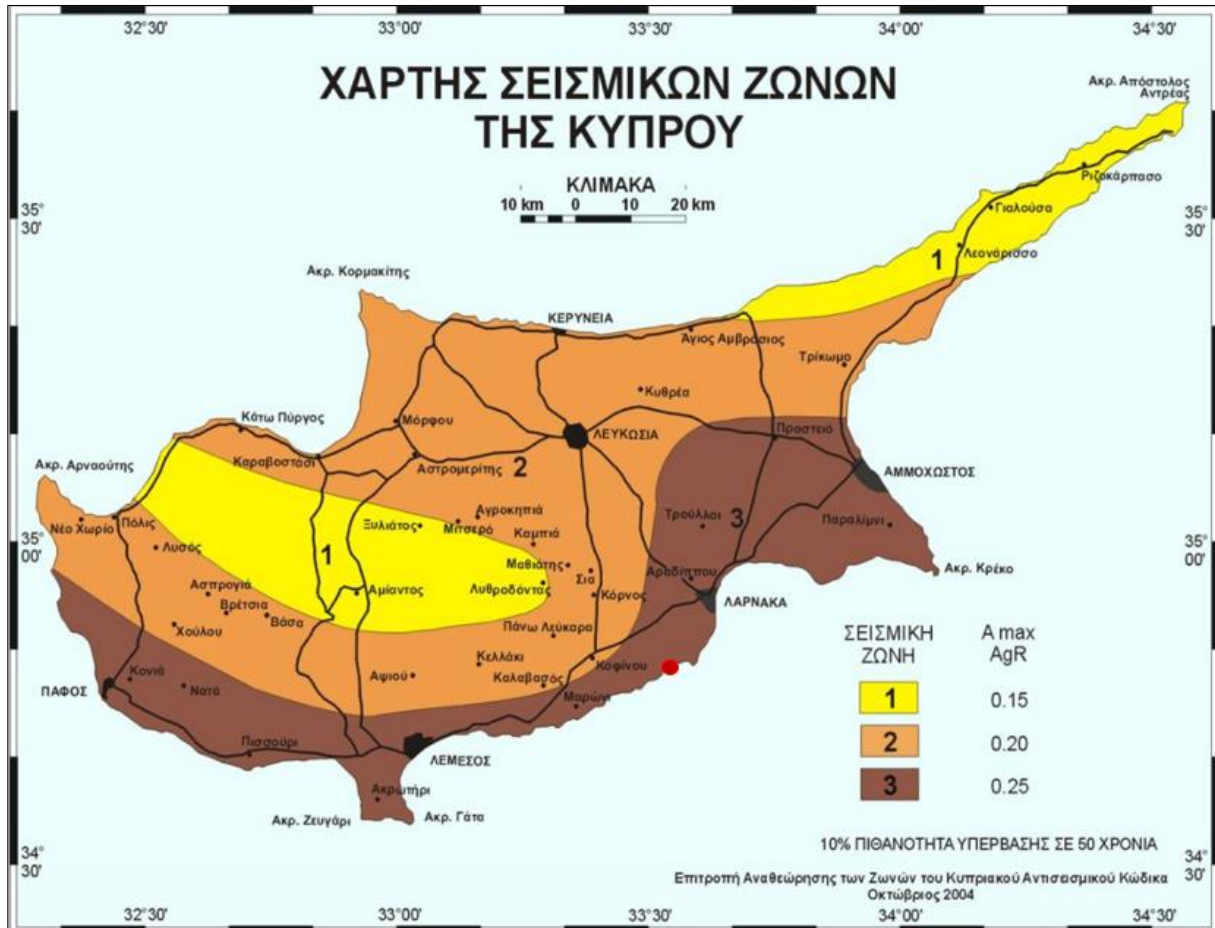 32°30'
33°00'
33°30'
34°00'
34°30'
ΧΑΡΤΗΣ ΣΕΙΣΜΙΚΩΝ ΖΩΝΩΝ
ΤΗΣ ΚΥΠΡΟΥ
Ακρ. Απόστολος
Αντρέας
ΚΛΙΜΑΚΑ
10 km 0 10 20 km
Ριζοκάρπασο
35°
30'
35°
30'
Γιαλούσα
1
Λεονάρισσο
Ακρ. Κορμακίτης
ΚΕΡΥΝΕΙΑ
Άγιος Αμβρόσιος
Τρίκωμο
Κυθρέα
Κάτω Πύργος
Μόρφου
ΛΕΥΚΩΣΙΑ
Προστειό
Καραβοστάσι
Αστρομερίτης
2
Ακρ. Αρναούτης
ΑΜΜΟΧΩΣΤΟΣ
Νέο Χωρίο
Πόλις
Ξυλιάτος
Μιτσερό
Αγροκηπιά
Καμπιά
Τρούλλοι
3
Παραλίμνι
35°
00'
35°
00'
Λυσός
1
Μαθιάτης
Σια
Αραδίππου
Ακρ. Κρέκο
Ασπρογιά
Αμίαντος
Λυθροδόντας
Κόρνος
ΛΑΡΝΑΚΑ
Βρέτσια
Βάσα
Χούλου
Πάνω Λεύκαρα
Κελλάκι
Κοφίνου
Κονιά
Αψιού
Καλαβασός
ΠΑΦΟΣ
Νατά
Μαρώνι
Πισσούρι
ΛΕΜΕΣΟΣ
Ακρωτήρι
Ακρ. Ζευγάρι
Ακρ. Γάτα
ΣΕΙΣΜΙΚΗ
ΖΩΝΗ
A max
AgR
1 0.15
2 0.20
3 0.25
10% ΠΙΘΑΝΟΤΗΤΑ ΥΠΕΡΒΑΣΗΣ ΣΕ 50 ΧΡΟΝΙΑ
34°
30'
34°
30'
Επιτροπή Αναθεώρησης των Ζωνών του Κυπριακού Αντισεισμικού Κώδικα
Οκτώβριος 2004
32°30'
33°00'
33°30'
34°00'
34°30'